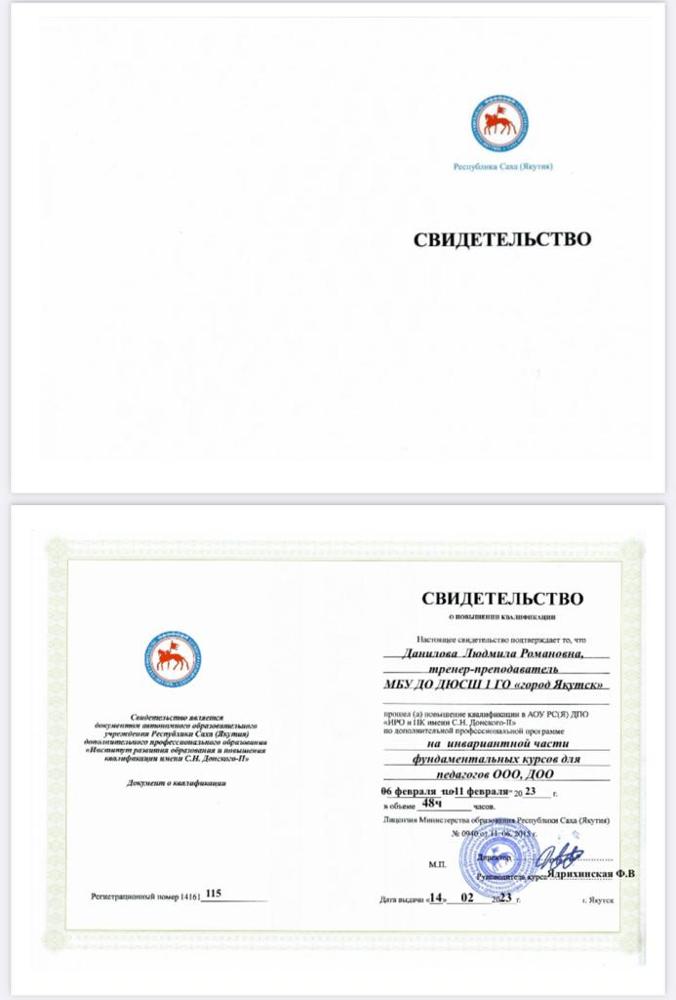 Республика Саха (Якутия)
СВИДЕТЕЛЬСТВО
Свидетельство является
документом автономного образовательного
учреждения Республики Саха (Якутия)
дополнительного профессионального образования
«Институт развития образования и повышения
квалификации имени С.Н. Донского-II»
Документ о квалификации
Регистрационный номер 14161 115
СВИДЕТЕЛЬСТВО
О ПОВЫШЕНИИ КВАЛИФИКАЦИИ
Настоящее свидетельство подтверждает то, что
Данилова Людмила Романовна,
тренер-преподаватель
МБУ ДО ДЮСШ 1 ГО «город Якутск»
прошел (а) повышение квалификации в АОУ РС(Я) ДПО
«ИРО и ПК имени С.Н. Донского-II»
по дополнительной профессиональной программе
на инвариантной части
фундаментальных курсов для
педагогов ООО, ДОО
06 февраля по 11 февраля 2023 г.
в объеме 48ч часов.
Лицензия Министерства образования Республики Саха (Якутия)
№ 0940 от 11.06.2015 г.
Директор
М.П.
Руководитель курса Ядрихинская Ф.В
Дата выдачи «14» 02 2023 г. г. Якутск